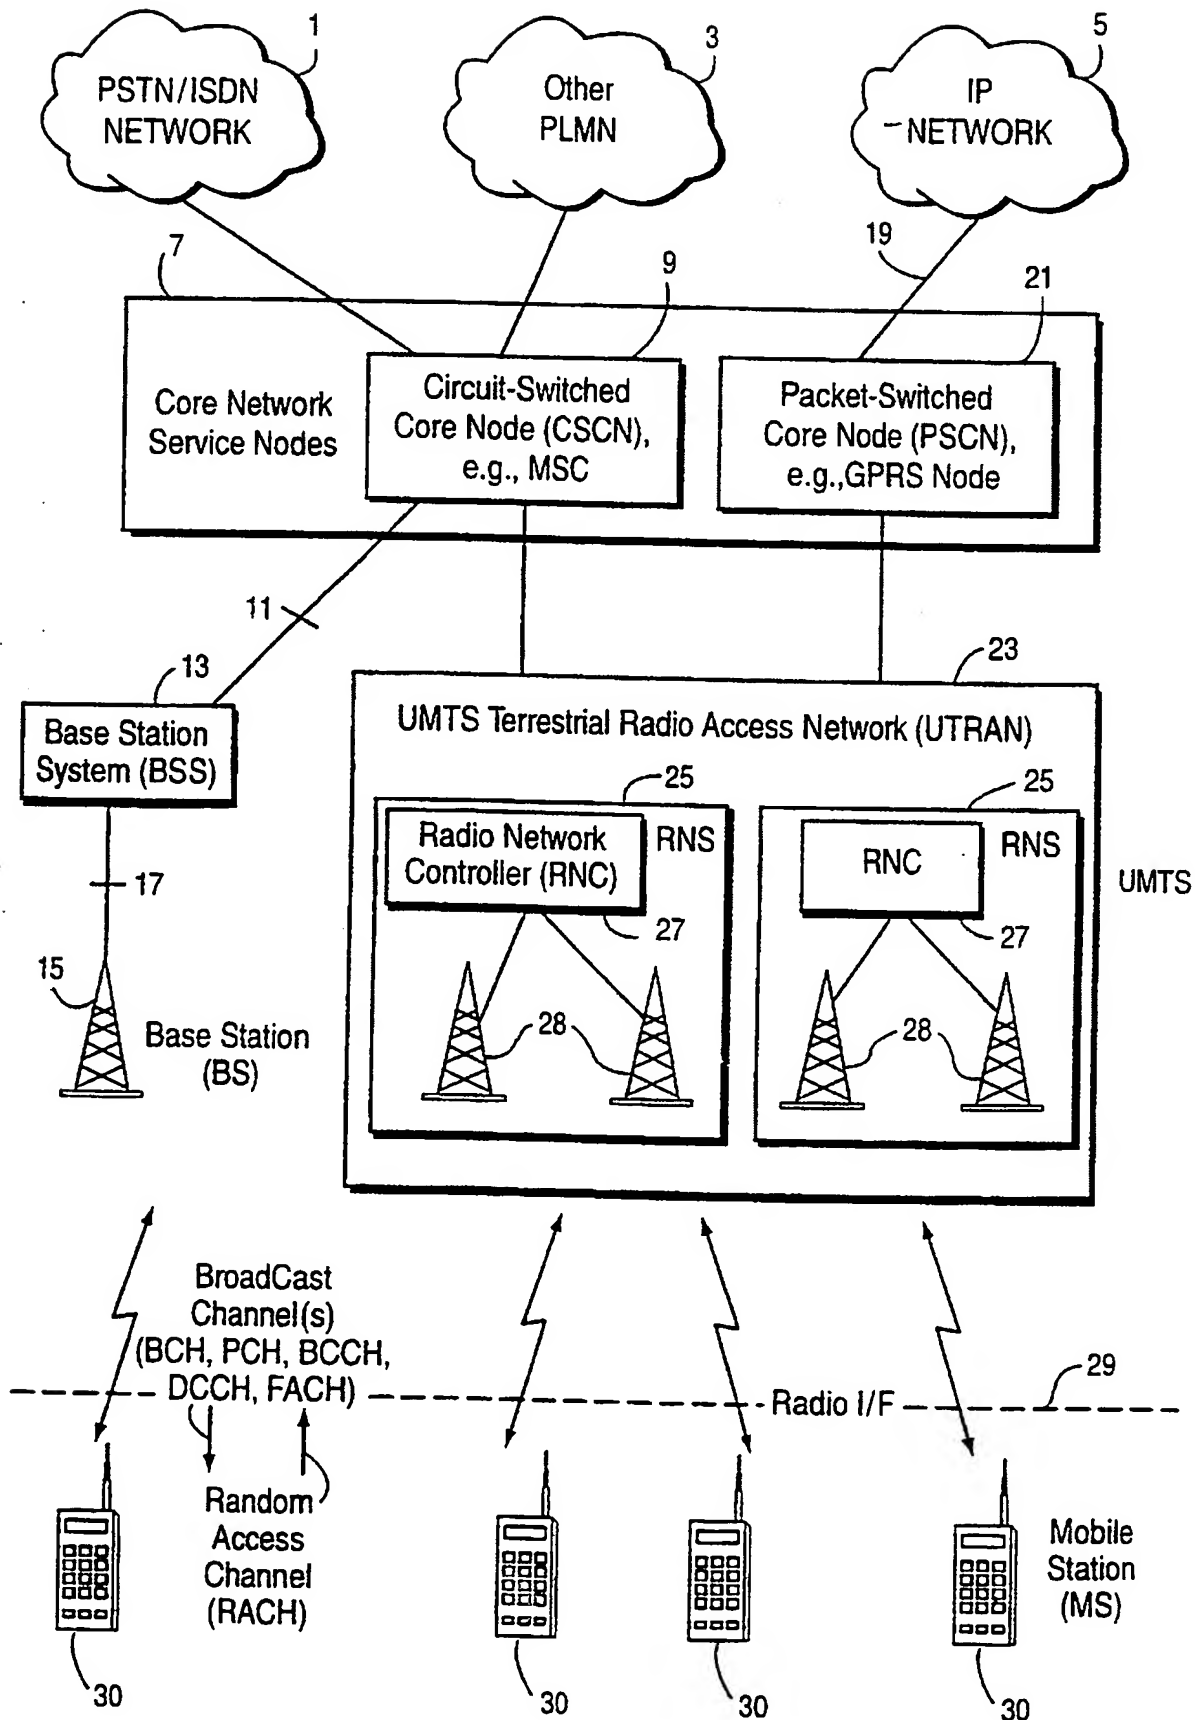 1
3
5
PSTN/ISDN
NETWORK
Other
PLMN
IP
NETWORK
7
9
19
21
Core Network
Service Nodes
Circuit-Switched
Core Node (CSCN),
e.g., MSC
Packet-Switched
Core Node (PSCN),
e.g.,GPRS Node
11
13
23
Base Station
System (BSS)
UMTS Terrestrial Radio Access Network (UTRAN)
25
25
Radio Network
Controller (RNC)
RNS
RNC
RNS
UMTS
17
27
27
15
Base Station
(BS)
28
28
BroadCast
Channel(s)
(BCH, PCH, BCCH,
DCCH, FACH)
Radio I/F
29
Random
Access
Channel
(RACH)
Mobile
Station
(MS)
30
30
30
30